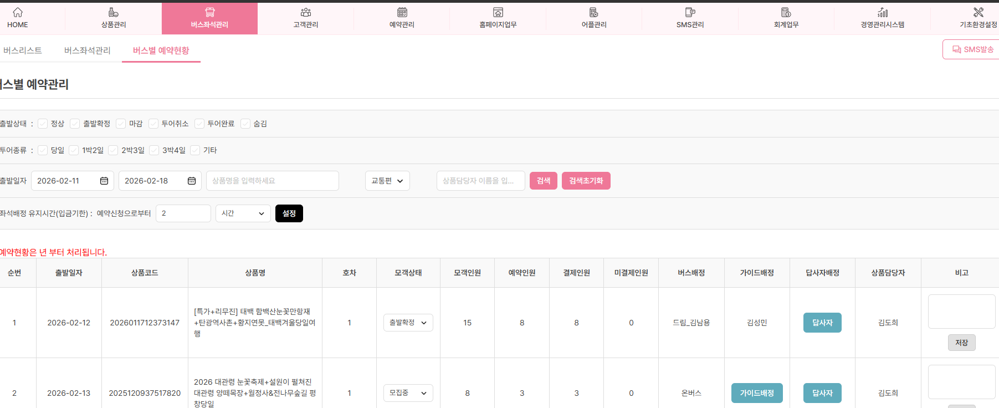 HOME 상품관리 버스좌석관리 고객관리 예약관리 홈페이지업무 어플관리 SMS관리 회계업무 경영관리시스템 기초환경설정
버스리스트 버스좌석관리 버스별 예약현황 SMS발송
스별 예약관리
출발상태 : 정상 출발확정 마감 투어취소 투어완료 숨김
투어종류 : 당일 1박2일 2박3일 3박4일 기타
출발일자 2026-02-11 2026-02-18 상품명을 입력하세요 교통편 상품담당자 이름을 입... 검색 검색초기화
좌석배정 유지시간(입금기한) : 예약신청으로부터 2 시간 설정
예약현황은 년 부터 처리됩니다.
순번 출발일자 상품코드 상품명 호차 모객상태 모객인원 예약인원 결제인원 미결제인원 버스배정 가이드배정 답사자배정 상품담당자 비고
[특가+리무진] 태백 함백산눈꽃만항재
1 2026-02-12 2026011712373147 +탄광역사촌+황지연못_태백겨울당일여 1 출발확정 15 8 8 0 드림_김남용 김성민 답사자 김도희
행
저장
2026 대관령 눈꽃축제+설원이 펼쳐진
2 2026-02-13 2025120937517820 대관령 양떼목장+월정사&전나무숲길 평 1 모집중 8 3 3 0 온버스 가이드배정 답사자 김도희
창당일